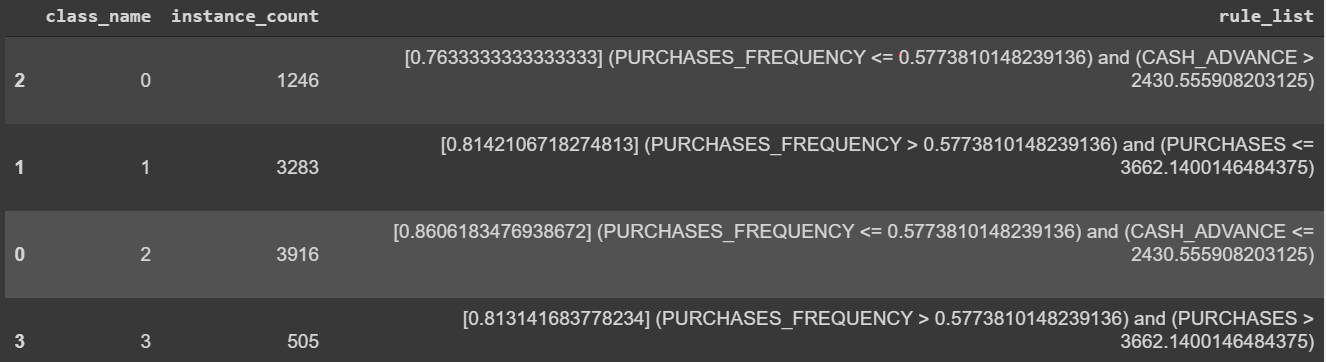 class_name instance_count rule_list
[0.7633333333333333] (PURCHASES_FREQUENCY <= 0.5773810148239136) and (CASH_ADVANCE >
2 0 1246 2430.555908203125)
[0.8142106718274813] (PURCHASES_FREQUENCY > 0.5773810148239136) and (PURCHASES <=
1 1 3283 3662.1400146484375)
[0.8606183476938672] (PURCHASES_FREQUENCY <= 0.5773810148239136) and (CASH_ADVANCE <=
0 2 3916 2430.555908203125)
[0.813141683778234] (PURCHASES_FREQUENCY > 0.5773810148239136) and (PURCHASES >
3 3 505 3662.1400146484375)